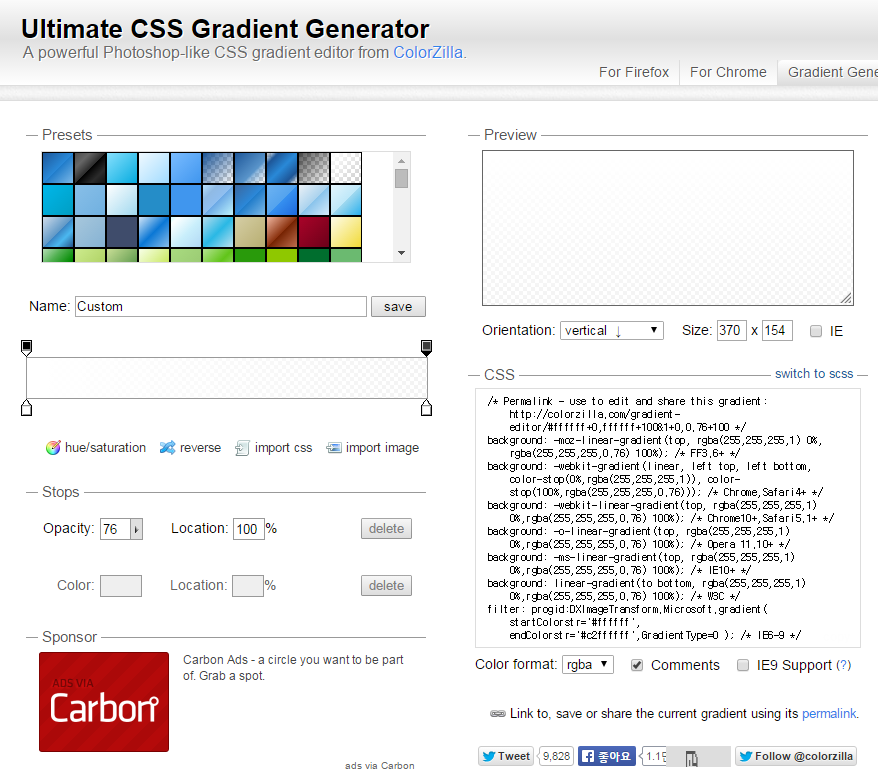 Ultimate CSS Gradient Generator
A powerful Photoshop-like CSS gradient editor from ColorZilla.
For Firefox
For Chrome
Gradient Gene
Presets
Name: Custom save
hue/saturation reverse import css import image
Stops
Opacity: 76 Location: 100 % delete
Color: Location: % delete
Sponsor
ADS VIA
Carbon
Carbon Ads - a circle you want to be part
of. Grab a spot.
ads via Carbon
Preview
Orientation: vertical ↓ Size: 370 x 154 IE
CSS
switch to scss
/* Permalink - use to edit and share this gradient:
http://colorzilla.com/gradient-
editor/#ffffff+0,ffffff+100&1+0,0.76+100 */
background: -moz-linear-gradient(top, rgba(255,255,255,1) 0%,
rgba(255,255,255,0.76) 100%); /* FF3.6+ */
background: -webkit-gradient(linear, left top, left bottom,
color-stop(0%,rgba(255,255,255,1)), color-
stop(100%,rgba(255,255,255,0.76))); /* Chrome,Safari4+ */
background: -webkit-linear-gradient(top, rgba(255,255,255,1)
0%,rgba(255,255,255,0.76) 100%); /* Chrome10+,Safari5.1+ */
background: -o-linear-gradient(top, rgba(255,255,255,1)
0%,rgba(255,255,255,0.76) 100%); /* Opera 11.10+ */
background: -ms-linear-gradient(top, rgba(255,255,255,1)
0%,rgba(255,255,255,0.76) 100%); /* IE10+ */
background: linear-gradient(to bottom, rgba(255,255,255,1)
0%,rgba(255,255,255,0.76) 100%); /* W3C */
filter: progid:DXImageTransform.Microsoft.gradient(
startColorstr='#ffffff',
endColorstr='#c2ffffff',GradientType=0 ); /* IE6-9 */
Color format: rgba Comments IE9 Support (?)
Link to, save or share the current gradient using its permalink.
Tweet 9,828 좋아요 Follow @colorzilla